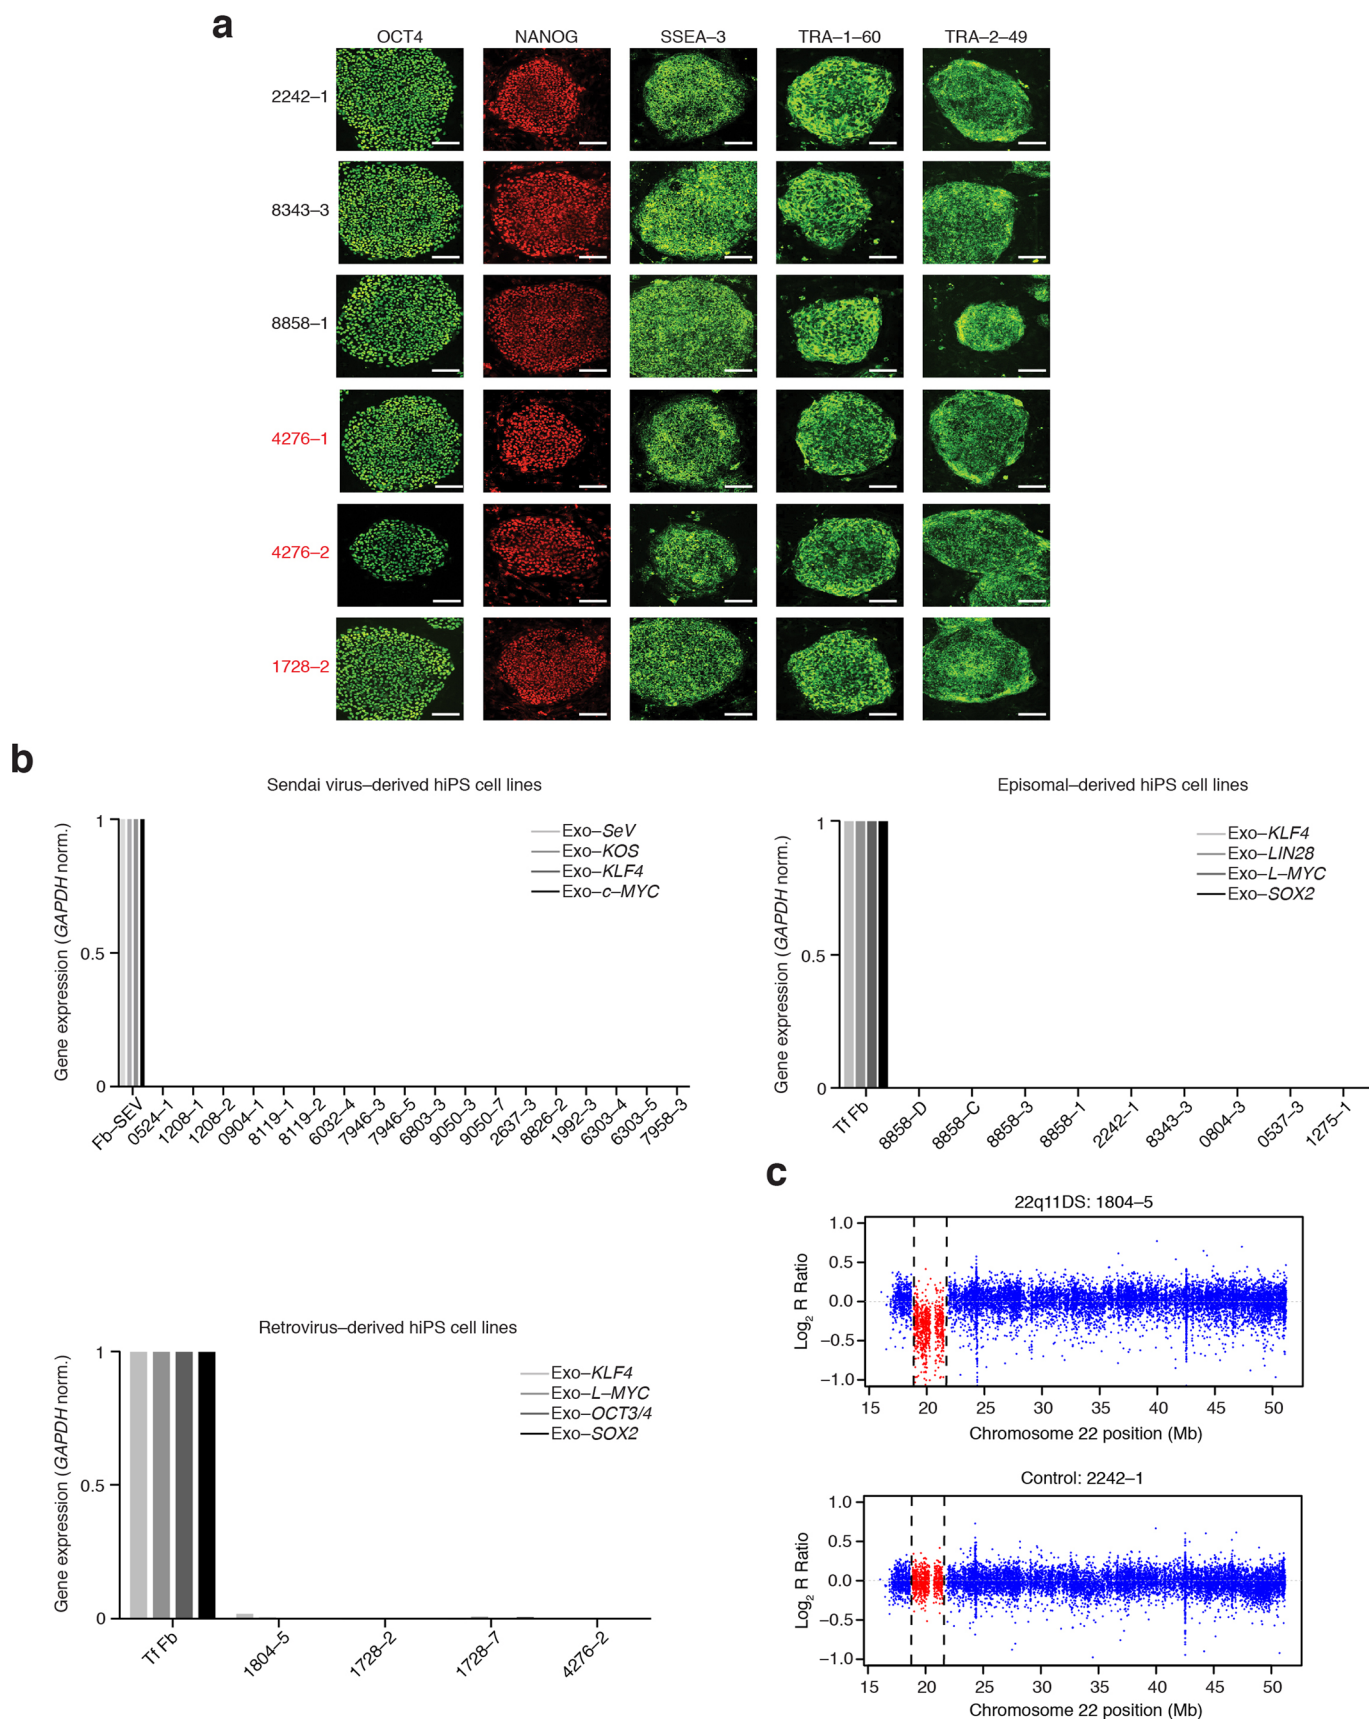 a
OCT4 NANOG SSEA–3 TRA–1–60 TRA–2–49
2242–1
8343–3
8858–1
4276–1
4276–2
1728–2
b
Sendai virus–derived hiPS cell lines
Gene expression (GAPDH norm.)
1
0.5
0
Exo–SeV
Exo–KOS
Exo–KLF4
Exo–c–MYC
Fb–SEV 0524–1 1208–1 1208–2 0904–1 8119–1 8119–2 6032–4 7946–3 7946–5 6803–3 9050–3 9050–7 2637–3 8826–2 1992–3 6303–4 6303–5 7958–3
Episomal–derived hiPS cell lines
Gene expression (GAPDH norm.)
1
0.5
0
Exo–KLF4
Exo–LIN28
Exo–L–MYC
Exo–SOX2
Tf Fb 8858–D 8858–C 8858–3 8858–1 2242–1 8343–3 0804–3 0537–3 1275–1
Retrovirus–derived hiPS cell lines
Gene expression (GAPDH norm.)
1
0.5
0
Exo–KLF4
Exo–L–MYC
Exo–OCT3/4
Exo–SOX2
Tf Fb 1804–5 1728–2 1728–7 4276–2
c
22q11DS: 1804–5
Log2 R Ratio
1.0
0.5
0.0
−0.5
−1.0
15 20 25 30 35 40 45 50
Chromosome 22 position (Mb)
Control: 2242–1
Log2 R Ratio
1.0
0.5
0.0
−0.5
−1.0
15 20 25 30 35 40 45 50
Chromosome 22 position (Mb)